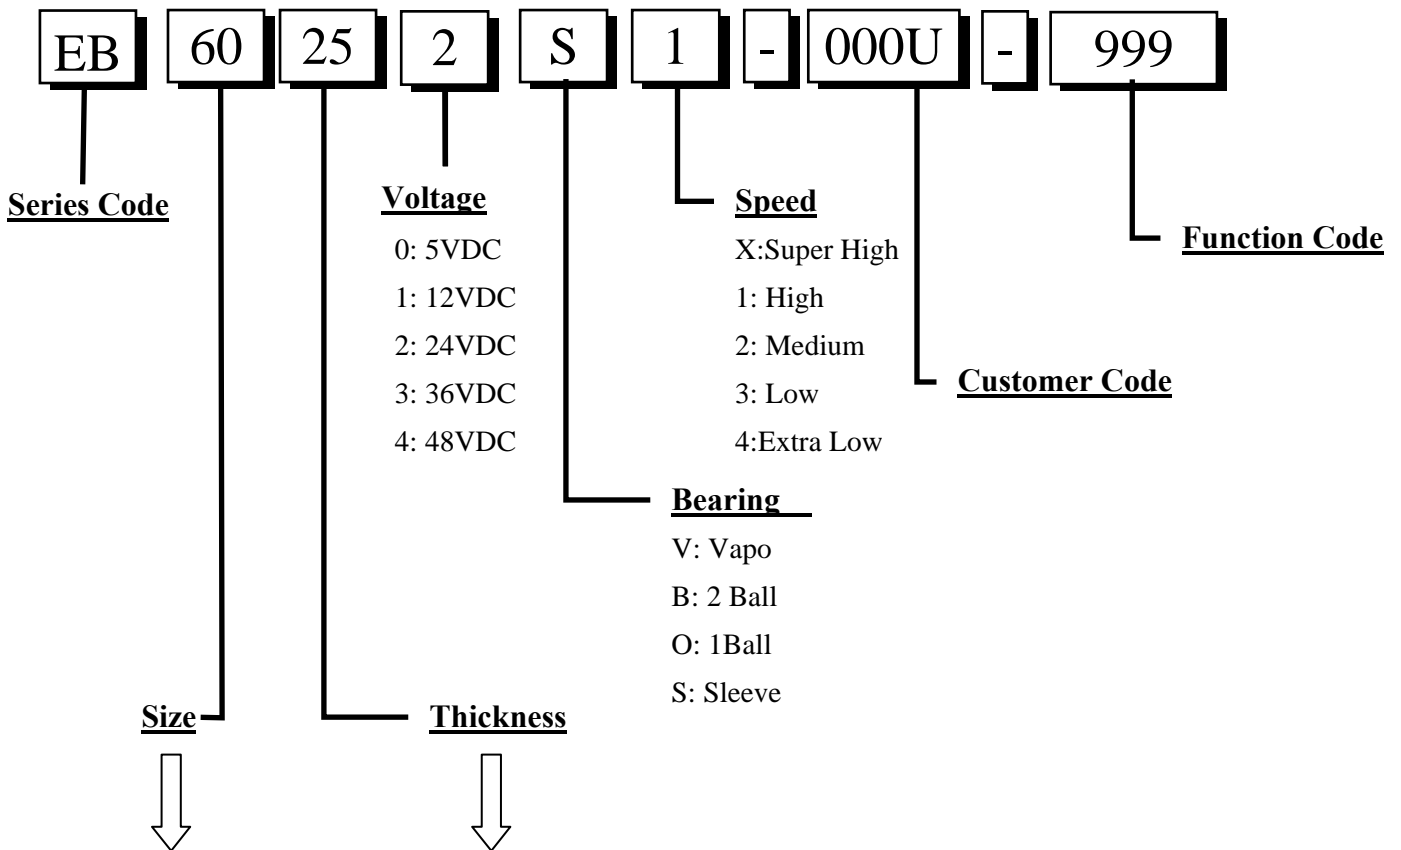 EB 60 25 2 S 1 - 000U - 999
Series Code
Voltage
0: 5VDC
1: 12VDC
2: 24VDC
3: 36VDC
4: 48VDC
Speed
X:Super High
1: High
2: Medium
3: Low
4:Extra Low
Function Code
Customer Code
Bearing
V: Vapo
B: 2 Ball
O: 1Ball
S: Sleeve
Size
Thickness